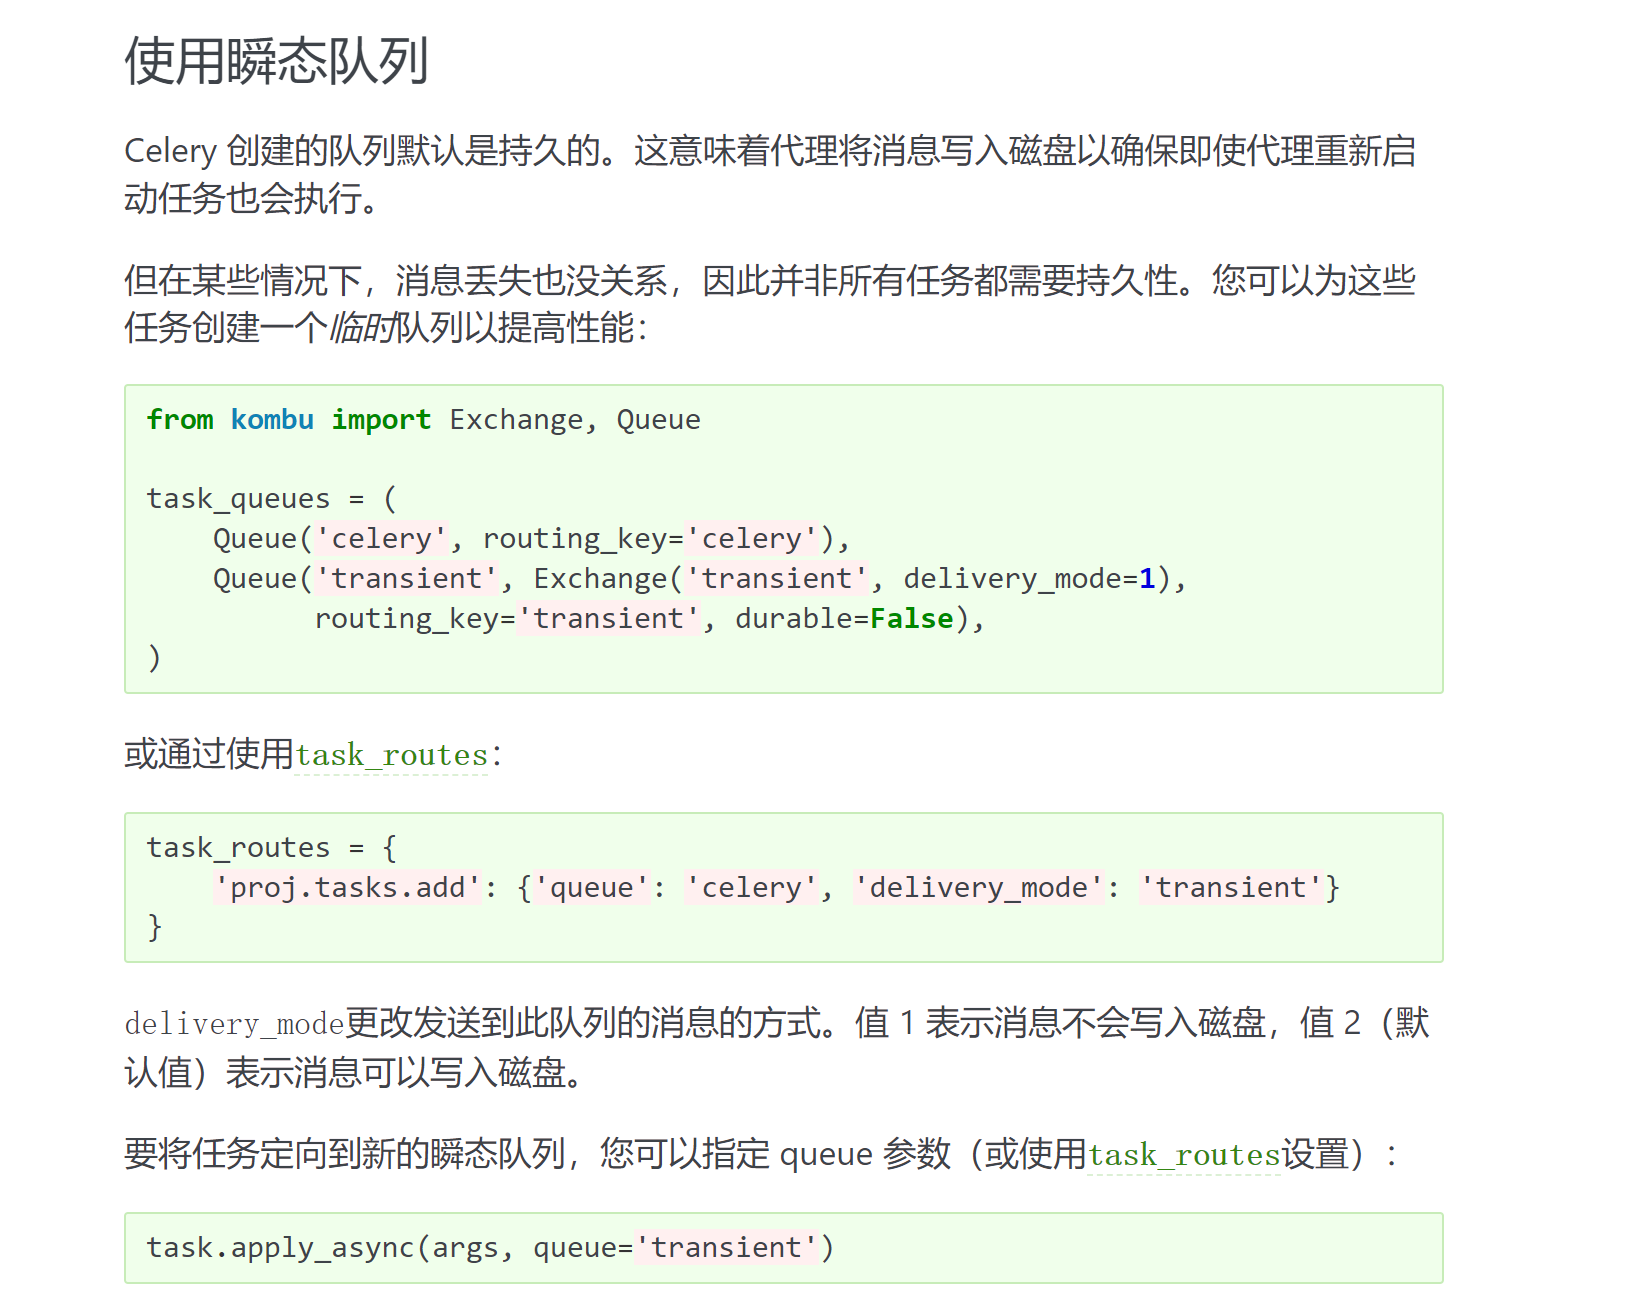 使用瞬态队列
Celery 创建的队列默认是持久的。这意味着代理将消息写入磁盘以确保即使代理重新启
动任务也会执行。
但在某些情况下，消息丢失也没关系，因此并非所有任务都需要持久性。您可以为这些
任务创建一个临时队列以提高性能：
from kombu import Exchange, Queue
task_queues = (
    Queue('celery', routing_key='celery'),
    Queue('transient', Exchange('transient', delivery_mode=1),
          routing_key='transient', durable=False),
)
或通过使用task_routes：
task_routes = {
    'proj.tasks.add': {'queue': 'celery', 'delivery_mode': 'transient'}
}
delivery_mode更改发送到此队列的消息的方式。值 1 表示消息不会写入磁盘，值 2（默
认值）表示消息可以写入磁盘。
要将任务定向到新的瞬态队列，您可以指定 queue 参数（或使用task_routes设置）：
task.apply_async(args, queue='transient')